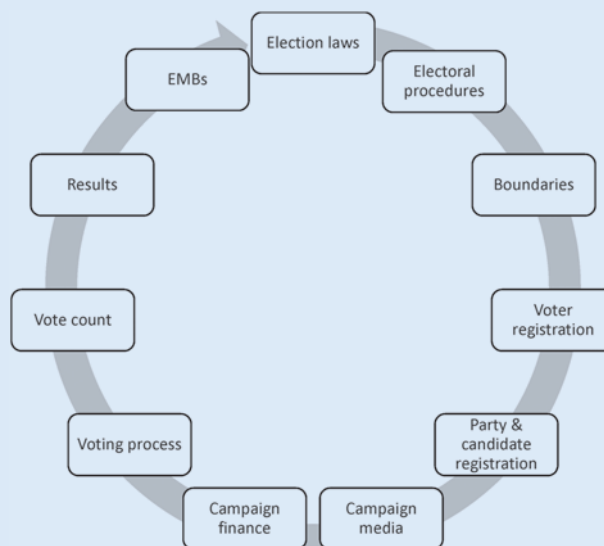 Election laws
Electoral
procedures
Boundaries
Voter
registration
Party &
candidate
registration
Campaign
media
Campaign
finance
Voting process
Vote count
Results
EMBs